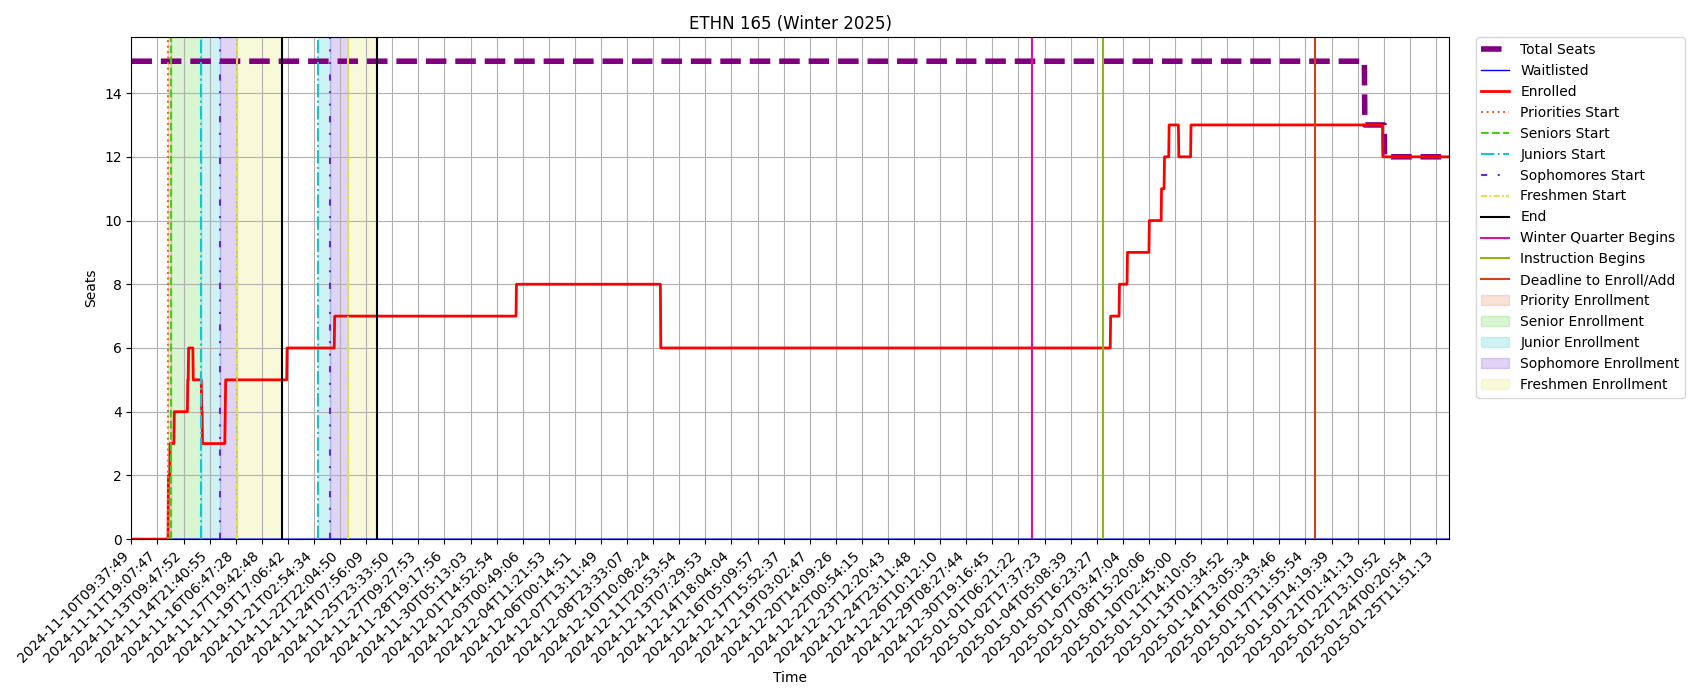 ETHN 165 (Winter 2025)
Seats
14
12
10
8
6
4
2
0
2024-11-10T09:37:49
2024-11-11T19:07:47
2024-11-13T09:47:52
2024-11-14T21:40:55
2024-11-16T06:47:28
2024-11-17T19:42:48
2024-11-19T17:06:42
2024-11-21T02:54:34
2024-11-22T22:04:50
2024-11-24T07:56:09
2024-11-25T23:33:50
2024-11-27T09:27:53
2024-11-28T19:17:56
2024-11-30T05:13:03
2024-12-01T14:52:54
2024-12-03T00:49:06
2024-12-04T11:21:53
2024-12-06T00:14:51
2024-12-07T13:11:49
2024-12-08T23:33:07
2024-12-10T10:08:24
2024-12-11T20:53:54
2024-12-13T07:29:53
2024-12-14T18:04:04
2024-12-16T05:09:57
2024-12-17T15:52:37
2024-12-19T03:02:47
2024-12-20T14:09:26
2024-12-22T00:54:15
2024-12-23T12:20:43
2024-12-24T23:11:48
2024-12-26T10:12:10
2024-12-29T08:27:44
2024-12-30T19:16:45
2025-01-01T06:21:22
2025-01-02T17:37:23
2025-01-04T05:08:39
2025-01-05T16:23:27
2025-01-07T03:47:04
2025-01-08T15:20:06
2025-01-10T02:45:00
2025-01-11T14:10:05
2025-01-13T01:34:52
2025-01-14T13:05:34
2025-01-16T00:33:46
2025-01-17T11:55:54
2025-01-19T14:19:39
2025-01-21T01:41:13
2025-01-22T13:10:52
2025-01-24T00:20:54
2025-01-25T11:51:13
Time
Total Seats
Waitlisted
Enrolled
Priorities Start
Seniors Start
Juniors Start
Sophomores Start
Freshmen Start
End
Winter Quarter Begins
Instruction Begins
Deadline to Enroll/Add
Priority Enrollment
Senior Enrollment
Junior Enrollment
Sophomore Enrollment
Freshmen Enrollment